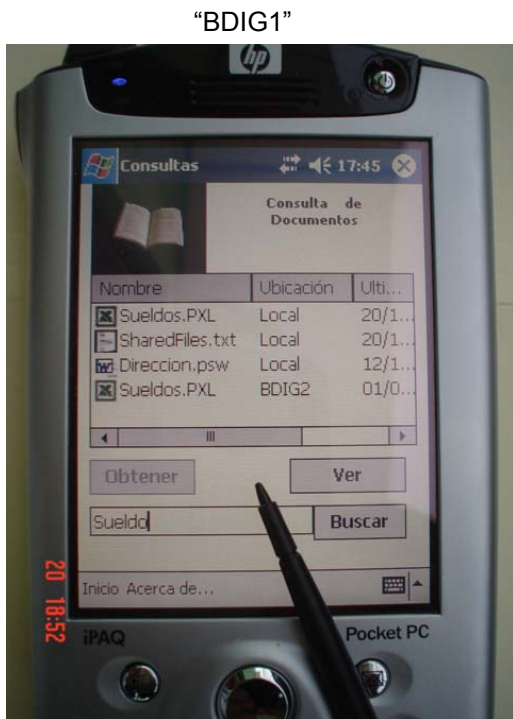 “BDIG1”
hp
Consultas 17:45
Consulta de
Documentos
Nombre Ubicación Ulti...
Sueldos.PXL Local 20/1...
SharedFiles.txt Local 20/1...
Direccion.psw Local 12/1...
Sueldos.PXL BDIG2 01/0...
Obtener Ver
Sueldo Buscar
Inicio Acerca de...
20 18:52
iPAQ Pocket PC